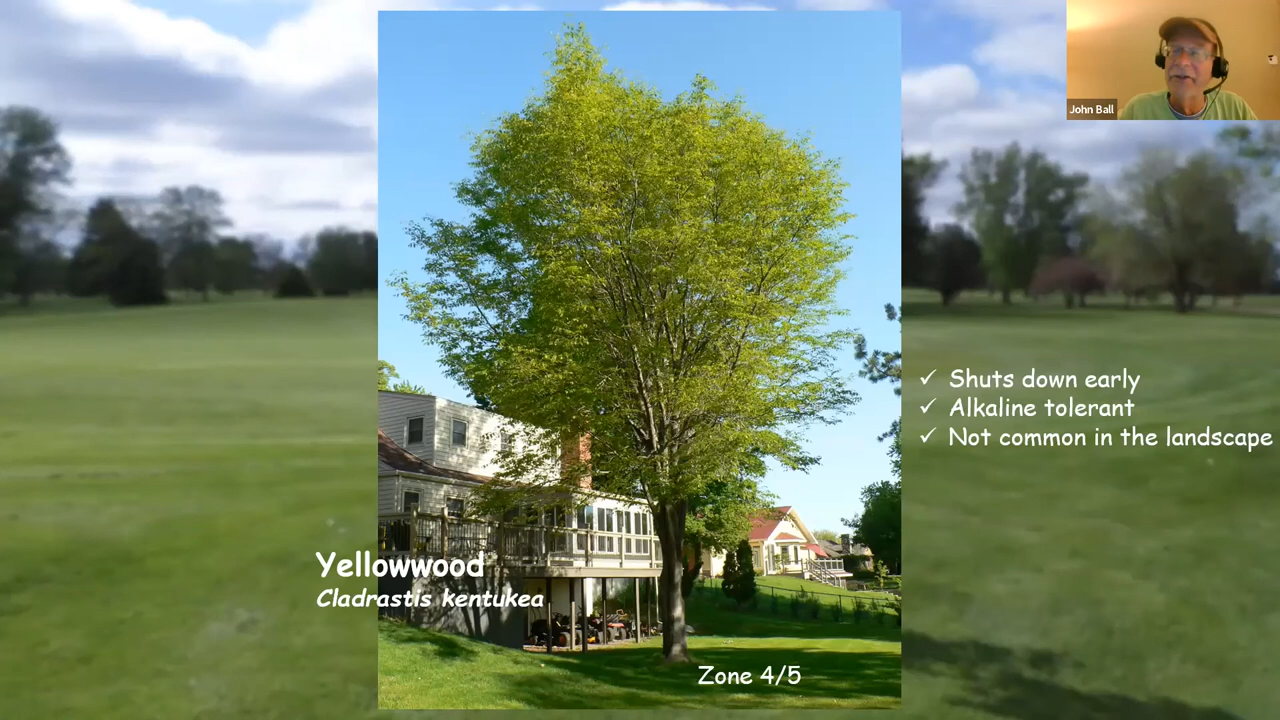 John Ball
✓ Shuts down early
✓ Alkaline tolerant
✓ Not common in the landscape
Yellowwood
Cladrastis kentukea
Zone 4/5